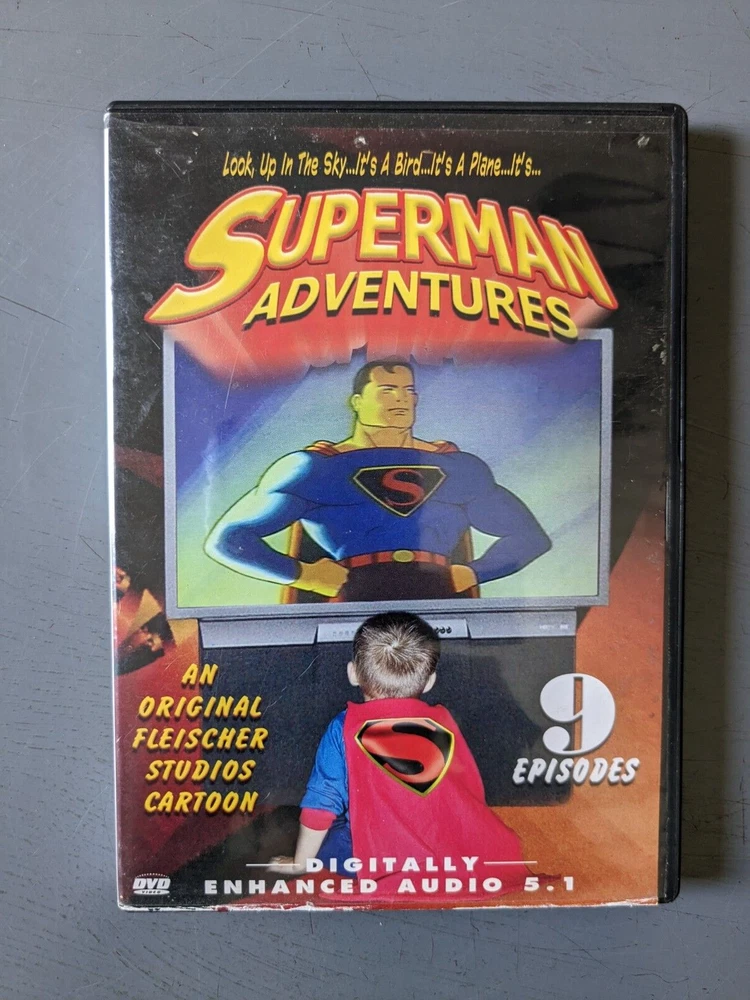 Look, Up In The Sky...It's A Bird...It's A Plane...It's...
SUPERMAN
ADVENTURES
S
AN
ORIGINAL
FLEISCHER
STUDIOS
CARTOON
S
9
EPISODES
DIGITALLY
ENHANCED AUDIO 5.1
DVD
VIDEO